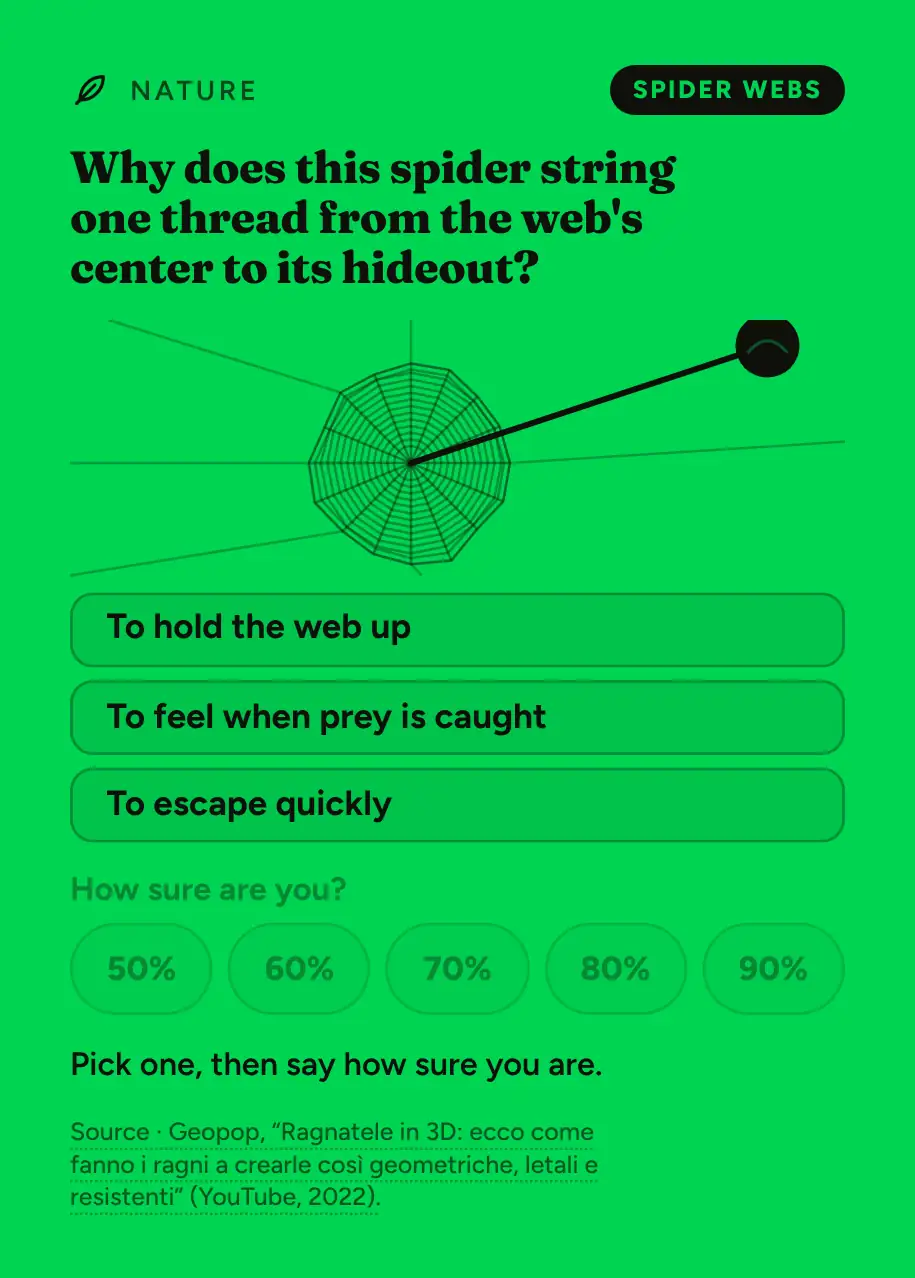 NATURE
SPIDER WEBS
Why does this spider string
one thread from the web's
center to its hideout?
To hold the web up
To feel when prey is caught
To escape quickly
How sure are you?
50% 60% 70% 80% 90%
Pick one, then say how sure you are.
Source · Geopop, “Ragnatele in 3D: ecco come
fanno i ragni a crearle così geometriche, letali e
resistenti” (YouTube, 2022).